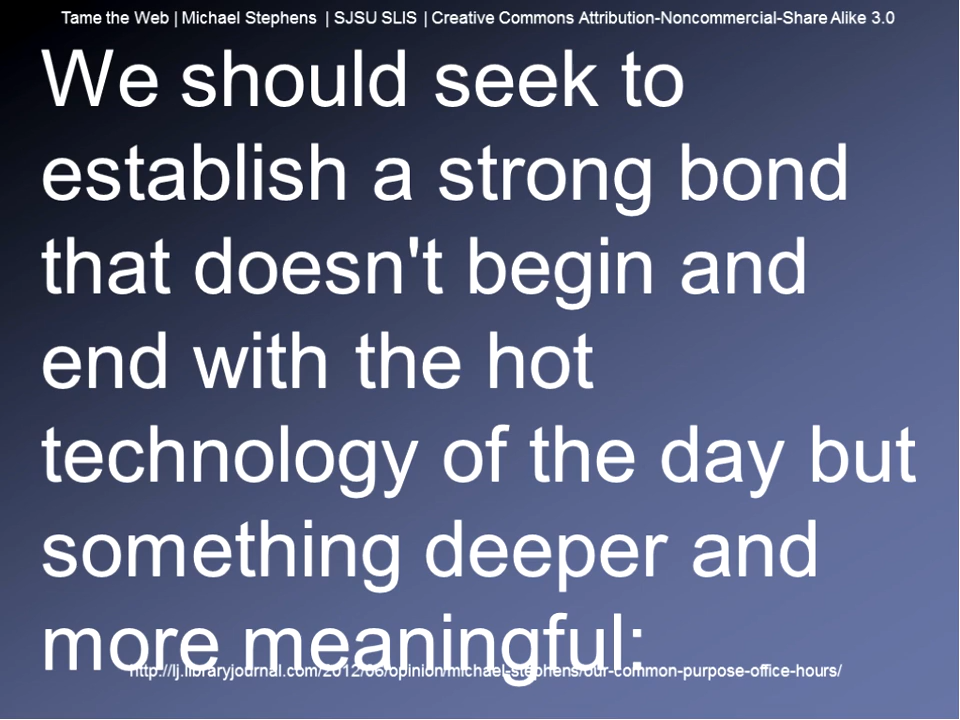 Tame the Web | Michael Stephens | SJSU SLIS | Creative Commons Attribution-Noncommercial-Share Alike 3.0
We should seek to
establish a strong bond
that doesn't begin and
end with the hot
technology of the day but
something deeper and
more meaningful:
http://lj.libraryjournal.com/2012/06/opinion/michael-stephens/our-common-purpose-office-hours/